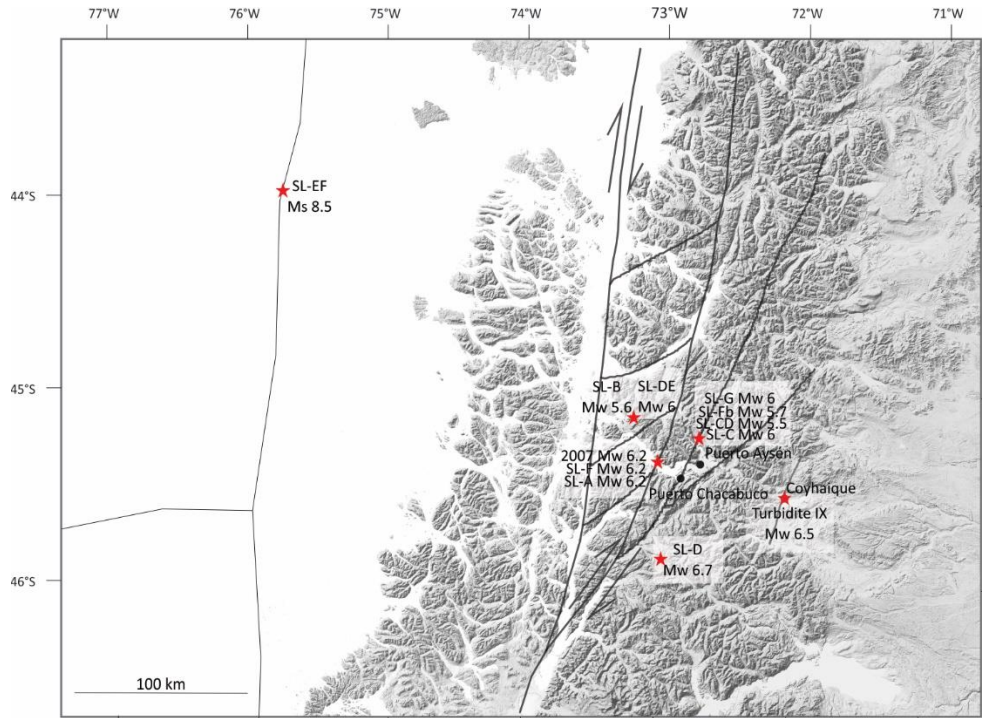 77°W 76°W 75°W 74°W 73°W 72°W 71°W
44°S
SL-EF
Ms 8.5
45°S
SL-B SL-DE
Mw 5.6 Mw 6
SL-G Mw 6
SL-Fb Mw 5.7
SL-CD Mw 5.5
SL-C Mw 6
2007 Mw 6.2
SL-F Mw 6.2
SL-A Mw 6.2
Puerto Aysén
Puerto Chacabuco
Coyhaique
Turbidite IX
Mw 6.5
SL-D
Mw 6.7
46°S
100 km